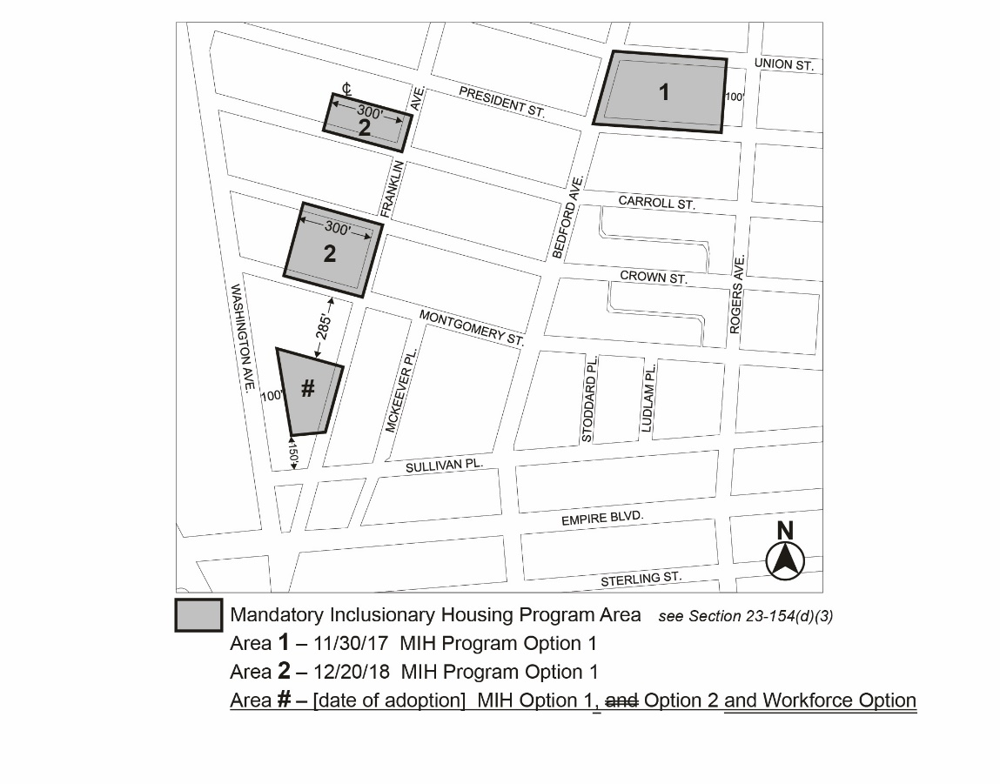 UNION ST.
1
100'
℄
300'
2
AVE.
PRESIDENT ST.
FRANKLIN
BEDFORD AVE.
CARROLL ST.
300'
2
CROWN ST.
ROGERS AVE.
WASHINGTON AVE.
285'
MONTGOMERY ST.
MCKEEVER PL.
STODDARD PL.
LUDLAM PL.
#
100'
150'
SULLIVAN PL.
EMPIRE BLVD.
N
STERLING ST.
Mandatory Inclusionary Housing Program Area see Section 23-154(d)(3)
Area 1 – 11/30/17 MIH Program Option 1
Area 2 – 12/20/18 MIH Program Option 1
Area # – [date of adoption] MIH Option 1, and Option 2 and Workforce Option